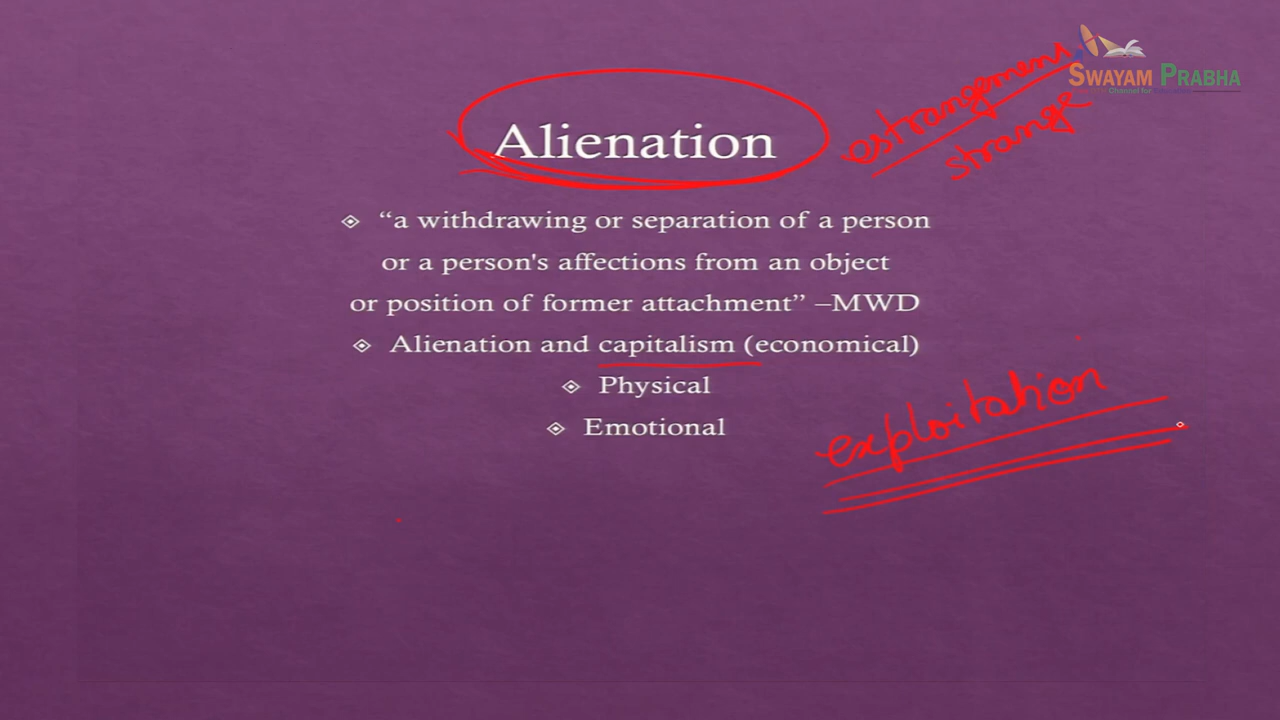 SWAYAM PRABHA
Alienation
estrangement
strange
“a withdrawing or separation of a person
or a person's affections from an object
or position of former attachment” –MWD
Alienation and capitalism (economical)
Physical
Emotional
exploitation